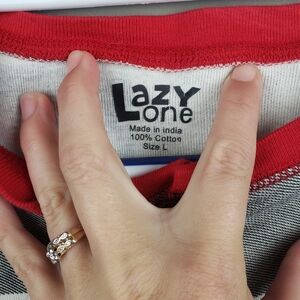 Lazy
one
Made in India
100% Cotton
Size L